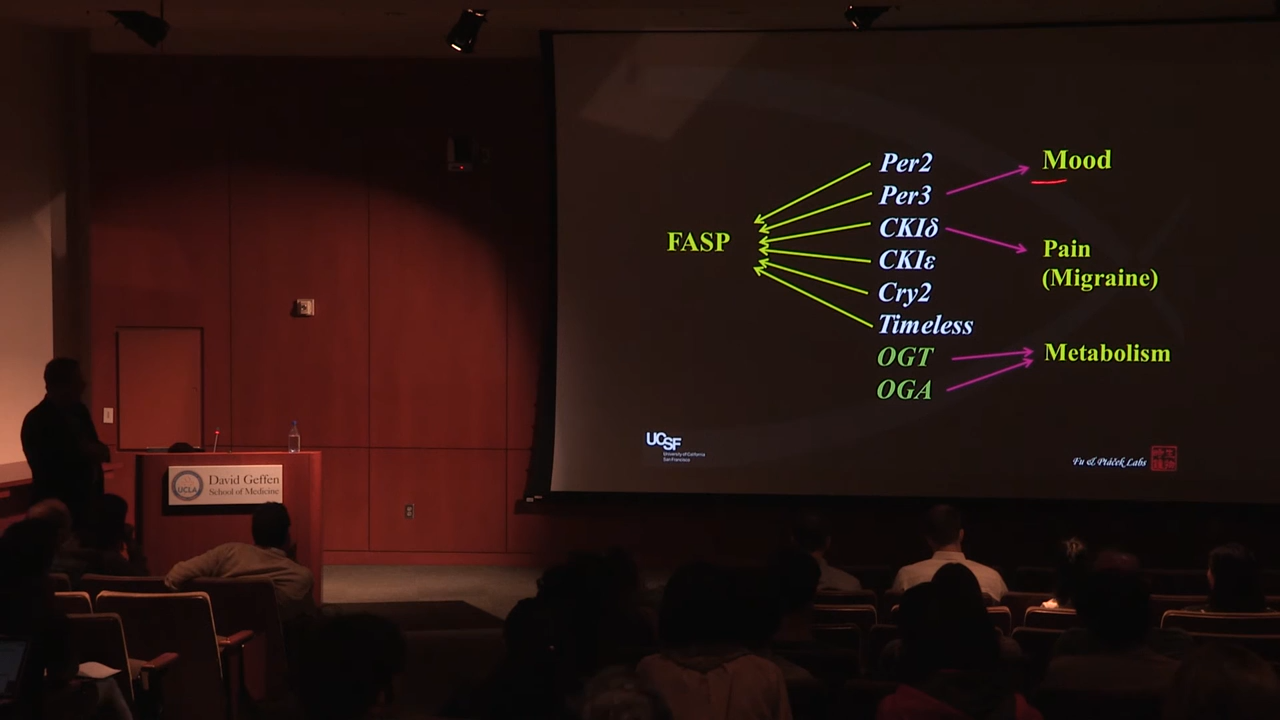 Per2
Per3
Mood
CKIδ
FASP
Pain
(Migraine)
CKIε
Cry2
Timeless
OGT
Metabolism
OGA
UCSF
University of California
San Francisco
Fu & Ptáček Labs
UCLA
David Geffen
School of Medicine